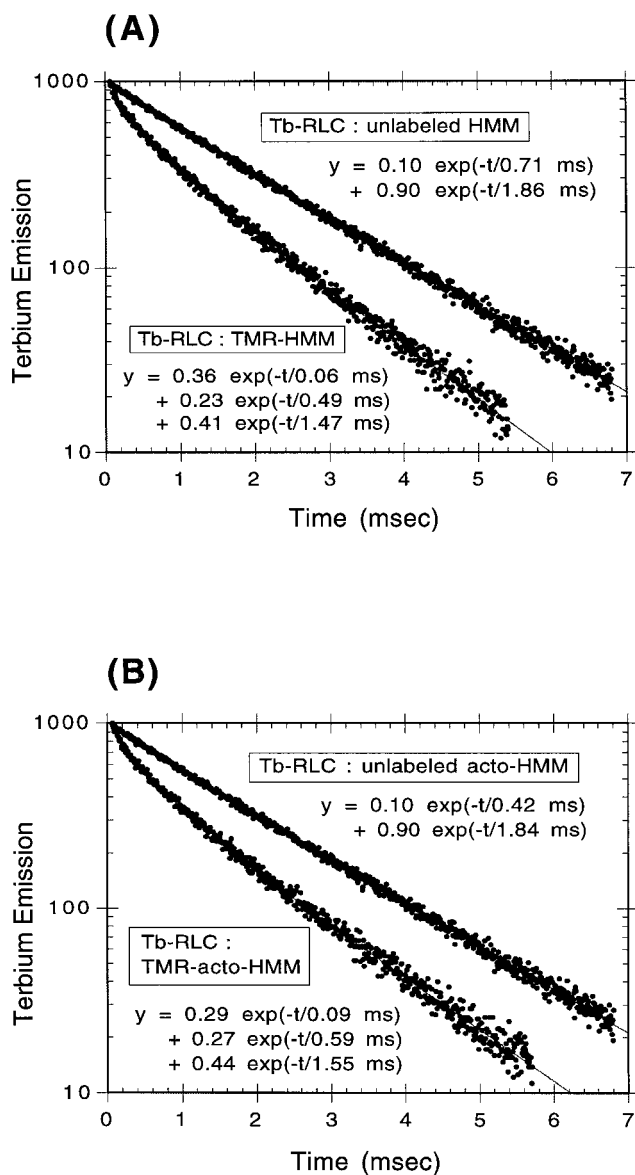 (A)
1000
Tb-RLC : unlabeled HMM
y = 0.10 exp(-t/0.71 ms)
+ 0.90 exp(-t/1.86 ms)
100
Terbium Emission
Tb-RLC : TMR-HMM
y = 0.36 exp(-t/0.06 ms)
+ 0.23 exp(-t/0.49 ms)
+ 0.41 exp(-t/1.47 ms)
10
0 1 2 3 4 5 6 7
Time (msec)
(B)
1000
Tb-RLC : unlabeled acto-HMM
y = 0.10 exp(-t/0.42 ms)
+ 0.90 exp(-t/1.84 ms)
100
Terbium Emission
Tb-RLC :
TMR-acto-HMM
y = 0.29 exp(-t/0.09 ms)
+ 0.27 exp(-t/0.59 ms)
+ 0.44 exp(-t/1.55 ms)
10
0 1 2 3 4 5 6 7
Time (msec)